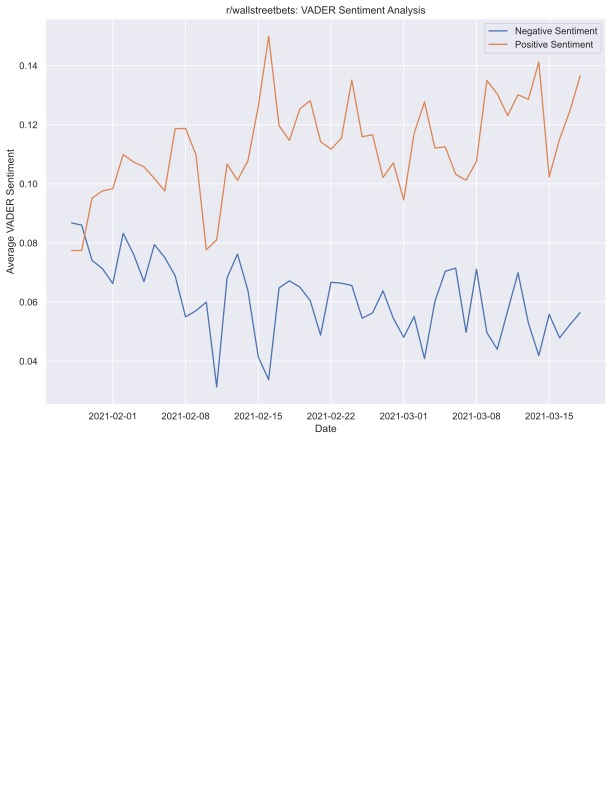 r/wallstreetbets: VADER Sentiment Analysis
Negative Sentiment
Positive Sentiment
Average VADER Sentiment
0.14
0.12
0.10
0.08
0.06
0.04
2021-02-01 2021-02-08 2021-02-15 2021-02-22 2021-03-01 2021-03-08 2021-03-15
Date